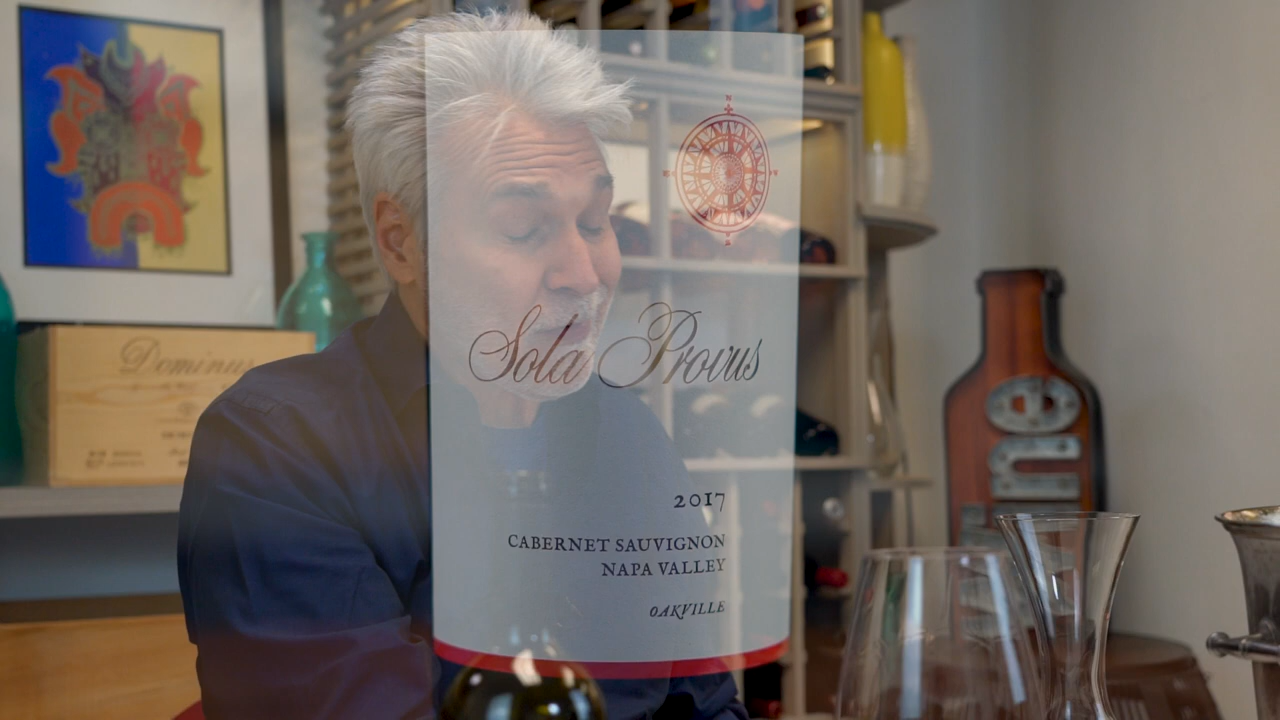 Dominus
Sola Provus
2017
CABERNET SAUVIGNON
NAPA VALLEY
OAKVILLE